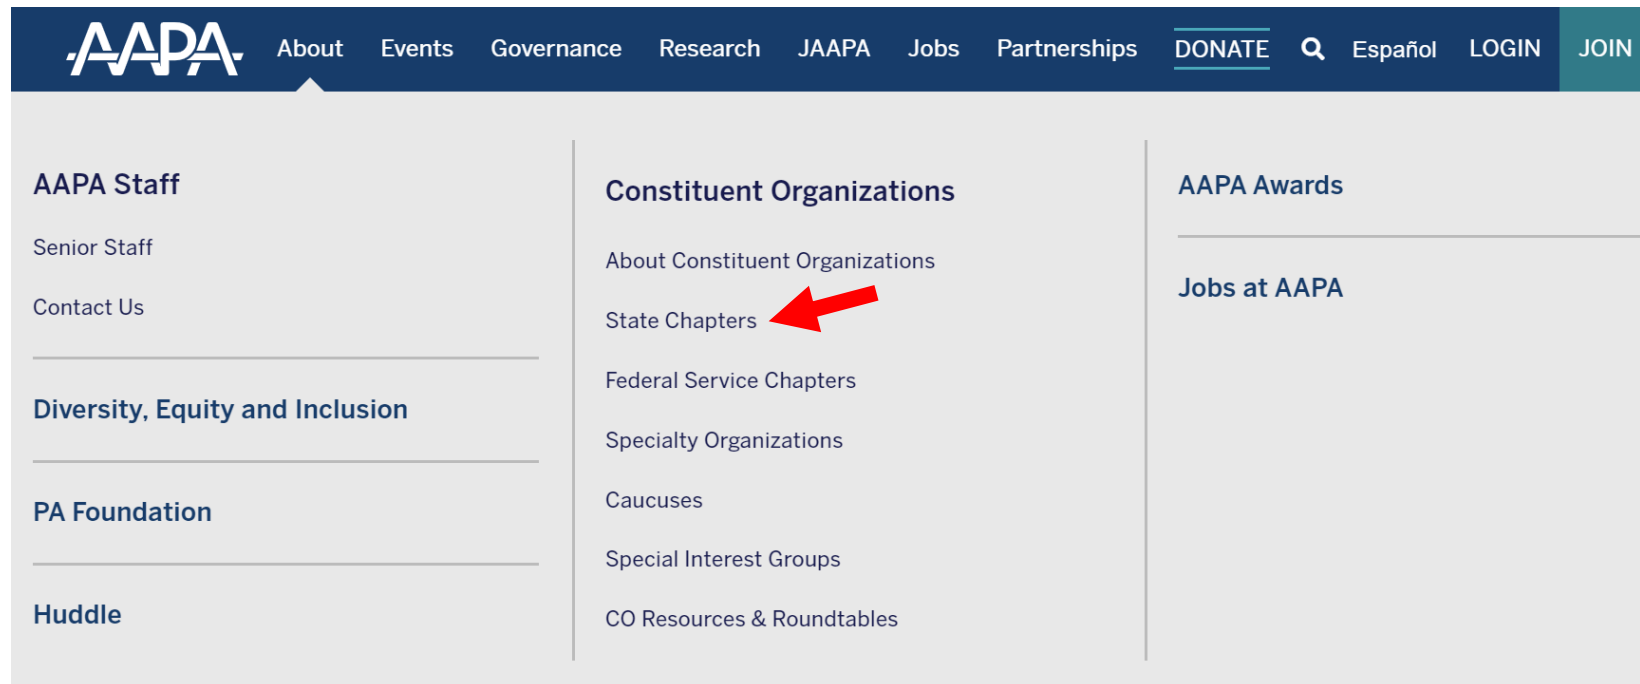 AAPA About Events Governance Research JAAPA Jobs Partnerships DONATE Español LOGIN JOIN
AAPA Staff
Senior Staff
Contact Us
Diversity, Equity and Inclusion
PA Foundation
Huddle
Constituent Organizations
About Constituent Organizations
State Chapters
Federal Service Chapters
Specialty Organizations
Caucuses
Special Interest Groups
CO Resources & Roundtables
AAPA Awards
Jobs at AAPA